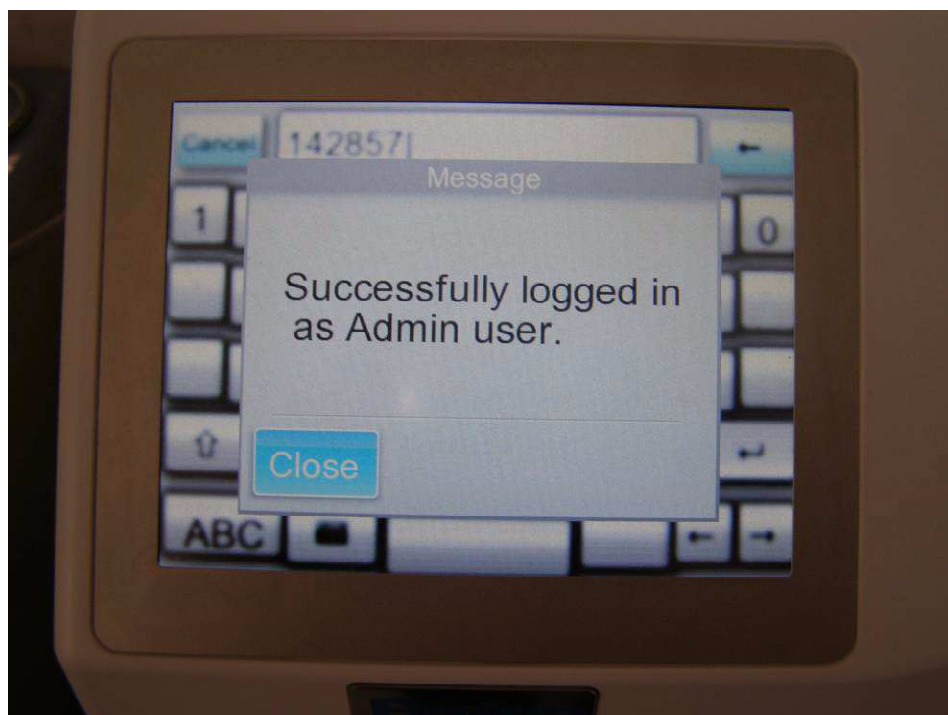 Cancel 142857 ←
Message
1 0
Successfully logged in
as Admin user.
Close
ABC ← →